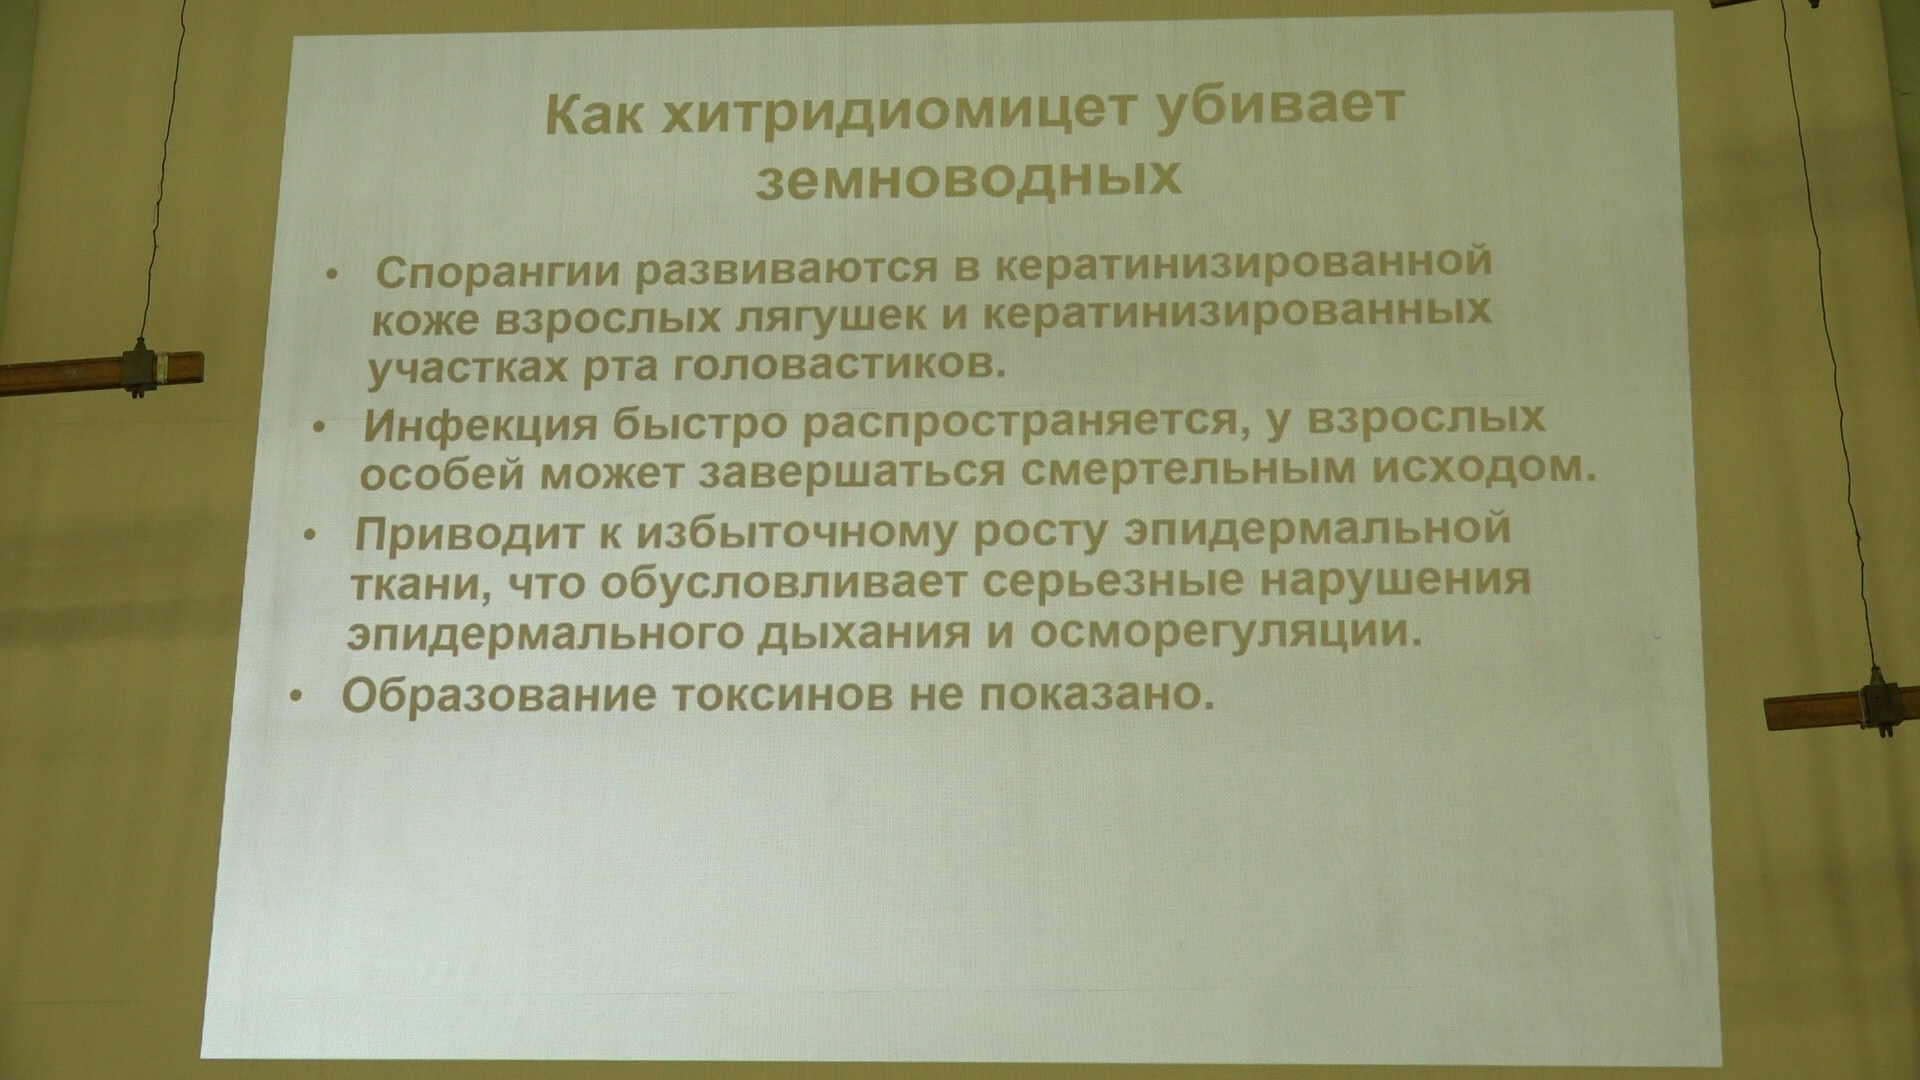 Как хитридиомицет убивает
земноводных
• Спорангии развиваются в кератинизированной
коже взрослых лягушек и кератинизированных
участках рта головастиков.
• Инфекция быстро распространяется, у взрослых
особей может завершаться смертельным исходом.
• Приводит к избыточному росту эпидермальной
ткани, что обусловливает серьезные нарушения
эпидермального дыхания и осморегуляции.
• Образование токсинов не показано.